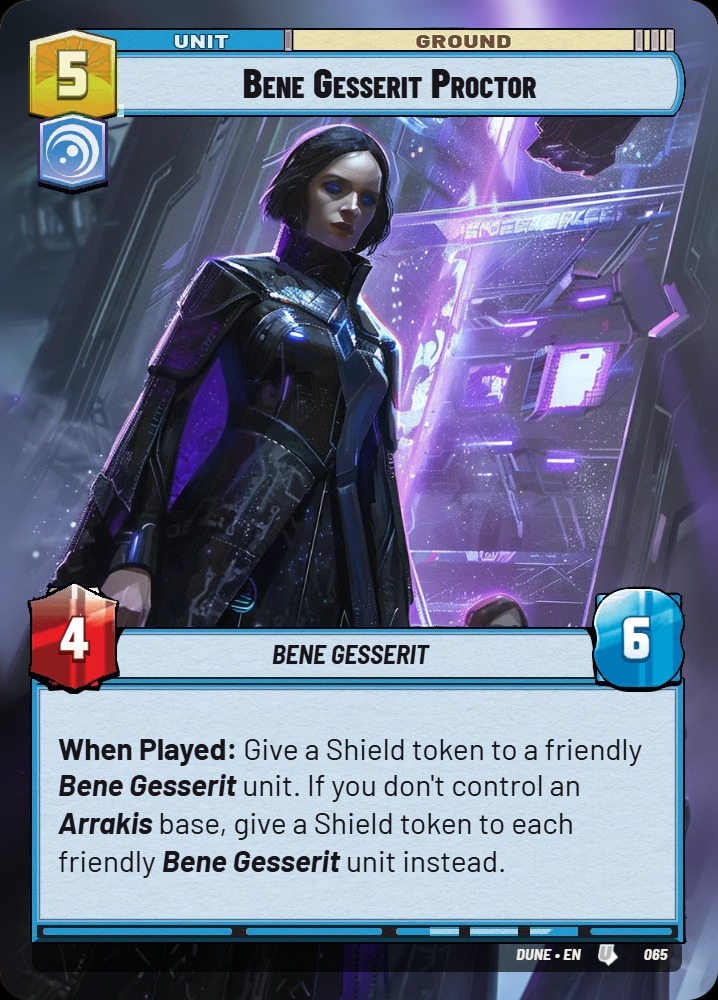 UNIT
GROUND
5
BENE GESSERIT PROCTOR
4
BENE GESSERIT
6
When Played: Give a Shield token to a friendly
Bene Gesserit unit. If you don't control an
Arrakis base, give a Shield token to each
friendly Bene Gesserit unit instead.
DUNE • EN U 065